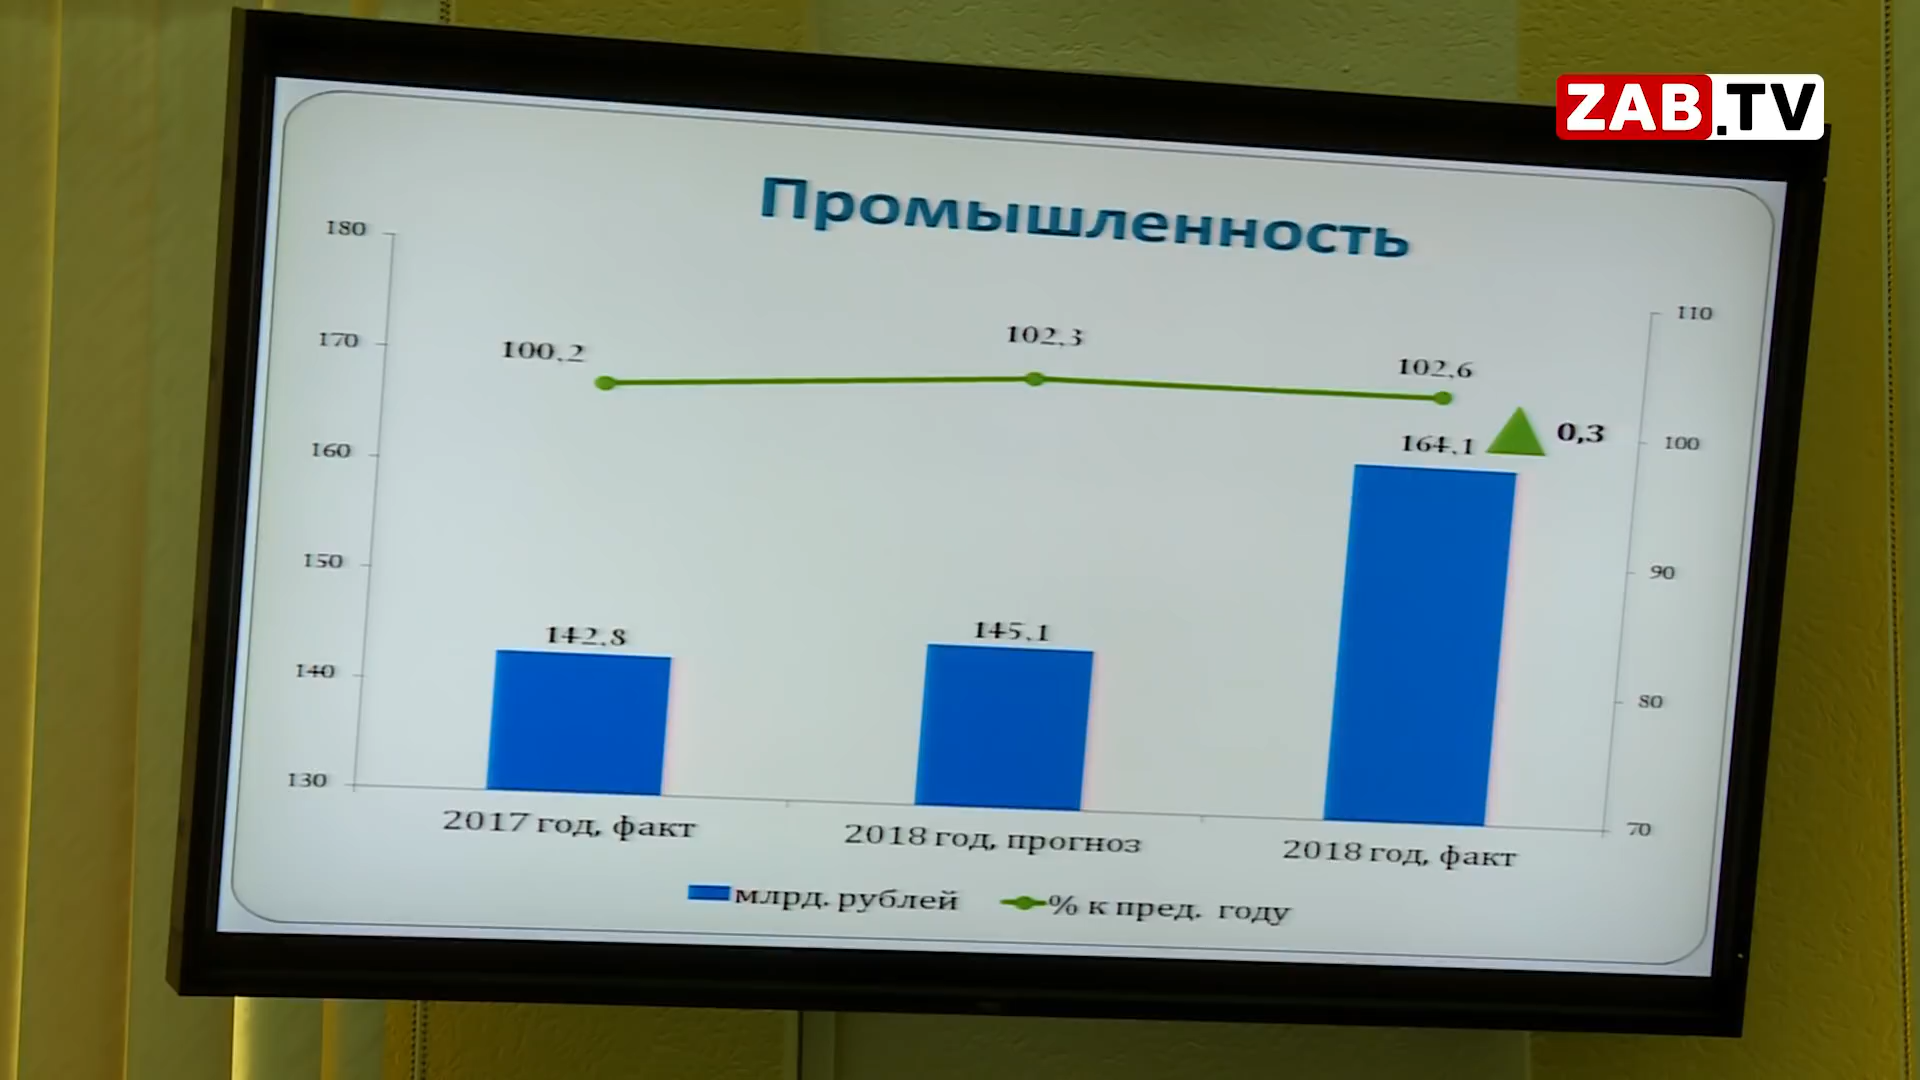 ZAB.TV
Промышленность
180
170
160
150
140
130
110
100
90
80
70
100,2
102,3
102,6
164,1
0,3
142,8
145,1
2017 год, факт
2018 год, прогноз
2018 год, факт
млрд. рублей
% к пред. году